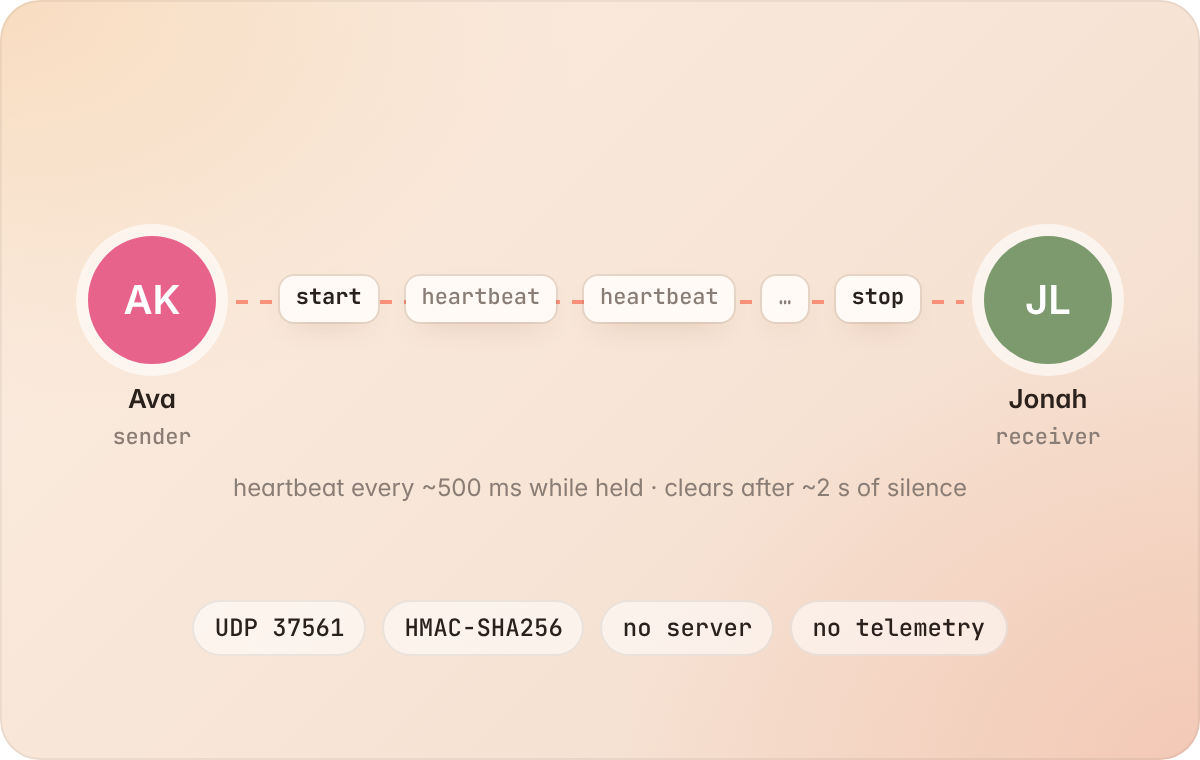 AK
start
heartbeat
heartbeat
…
stop
JL
Ava
sender
Jonah
receiver
heartbeat every ~500 ms while held · clears after ~2 s of silence
UDP 37561
HMAC-SHA256
no server
no telemetry